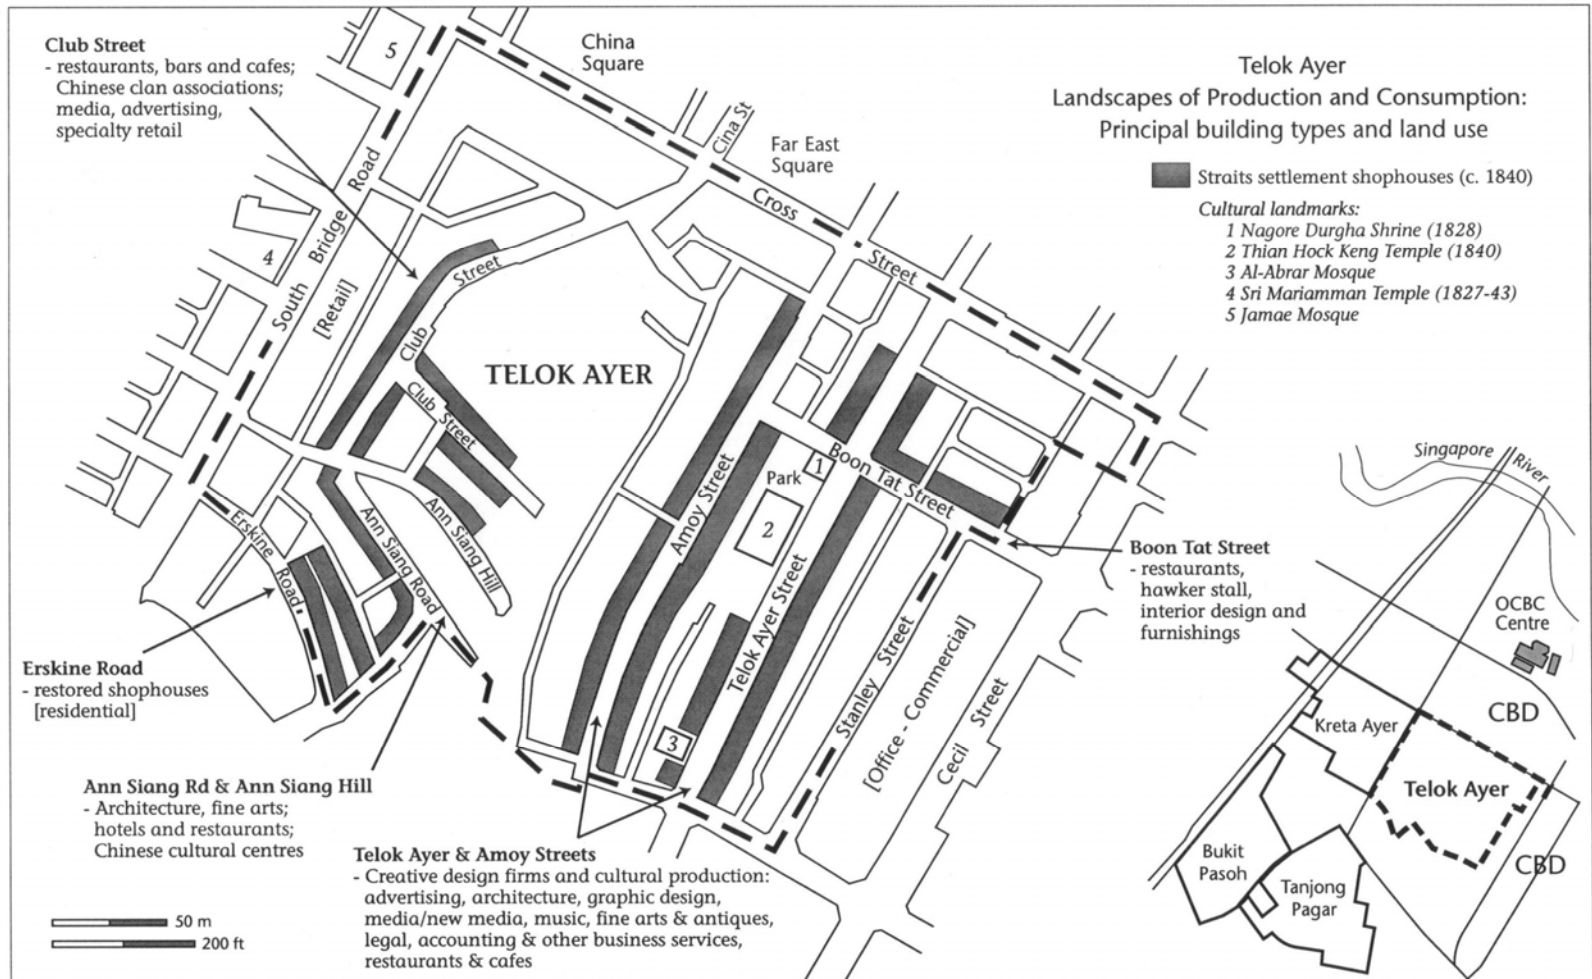 Telok Ayer
Landscapes of Production and Consumption:
Principal building types and land use
Straits settlement shophouses (c. 1840)
Cultural landmarks:
1 Nagore Durgha Shrine (1828)
2 Thian Hock Keng Temple (1840)
3 Al-Abrar Mosque
4 Sri Mariamman Temple (1827-43)
5 Jamae Mosque
Club Street
- restaurants, bars and cafes;
Chinese clan associations;
media, advertising,
specialty retail
5
China
Square
Cina St
Far East
Square
Cross Street
South Bridge Road
[Retail]
4
Club Street
Club Street
TELOK AYER
Amoy Street
Park
1
2
3
Boon Tat Street
Telok Ayer Street
Stanley Street
[Office - Commercial]
Cecil Street
Erskine Road
Ann Siang Road
Ann Siang Hill
Boon Tat Street
- restaurants,
hawker stall,
interior design and
furnishings
Erskine Road
- restored shophouses
[residential]
Ann Siang Rd & Ann Siang Hill
- Architecture, fine arts;
hotels and restaurants;
Chinese cultural centres
Telok Ayer & Amoy Streets
- Creative design firms and cultural production:
advertising, architecture, graphic design,
media/new media, music, fine arts & antiques,
legal, accounting & other business services,
restaurants & cafes
50 m
200 ft
Singapore River
OCBC
Centre
CBD
Kreta Ayer
Telok Ayer
Bukit
Pasoh
Tanjong
Pagar
CBD